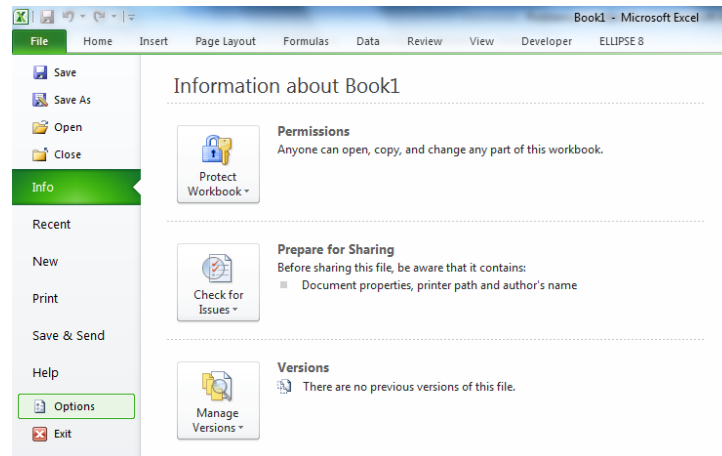 Book1 - Microsoft Excel
File Home Insert Page Layout Formulas Data Review View Developer ELLIPSE 8
Save
Save As
Open
Close
Info
Recent
New
Print
Save & Send
Help
Options
Exit
Information about Book1
Protect
Workbook
Permissions
Anyone can open, copy, and change any part of this workbook.
Check for
Issues
Prepare for Sharing
Before sharing this file, be aware that it contains:
Document properties, printer path and author's name
Manage
Versions
Versions
There are no previous versions of this file.